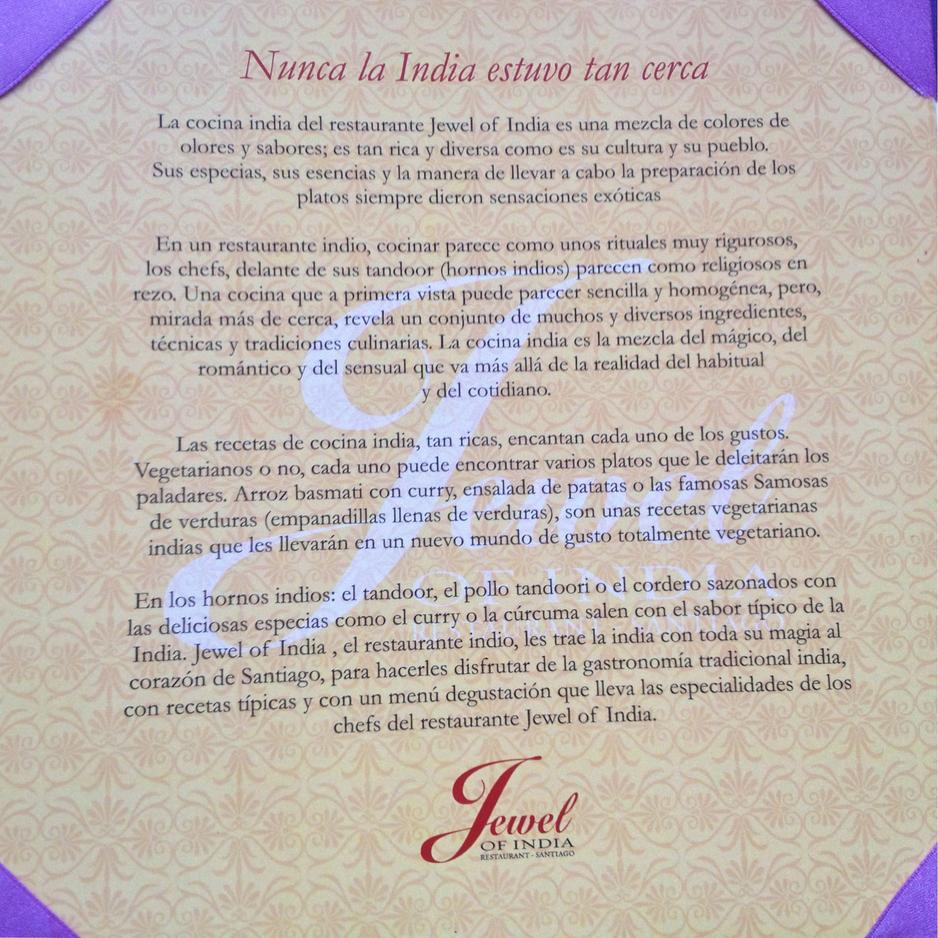 Nunca la India estuvo tan cerca
La cocina india del restaurante Jewel of India es una mezcla de colores de
olores y sabores; es tan rica y diversa como es su cultura y su pueblo.
Sus especias, sus esencias y la manera de llevar a cabo la preparación de los
platos siempre dieron sensaciones exóticas
En un restaurante indio, cocinar parece como unos rituales muy rigurosos,
los chefs, delante de sus tandoor (hornos indios) parecen como religiosos en
rezo. Una cocina que a primera vista puede parecer sencilla y homogénea, pero,
mirada más de cerca, revela un conjunto de muchos y diversos ingredientes,
técnicas y tradiciones culinarias. La cocina india es la mezcla del mágico, del
romántico y del sensual que va más allá de la realidad del habitual
y del cotidiano.
Las recetas de cocina india, tan ricas, encantan cada uno de los gustos.
Vegetarianos o no, cada uno puede encontrar varios platos que le deleitarán los
paladares. Arroz basmati con curry, ensalada de patatas o las famosas Samosas
de verduras (empanadillas llenas de verduras), son unas recetas vegetarianas
indias que les llevarán en un nuevo mundo de gusto totalmente vegetariano.
En los hornos indios: el tandoor, el pollo tandoori o el cordero sazonados con
las deliciosas especias como el curry o la cúrcuma salen con el sabor típico de la
India. Jewel of India , el restaurante indio, les trae la india con toda su magia al
corazón de Santiago, para hacerles disfrutar de la gastronomía tradicional india,
con recetas típicas y con un menú degustación que lleva las especialidades de los
chefs del restaurante Jewel of India.
Jewel
OF INDIA
RESTAURANT - SANTIAGO
Jewel
OF INDIA
RESTAURANT - SANTIAGO